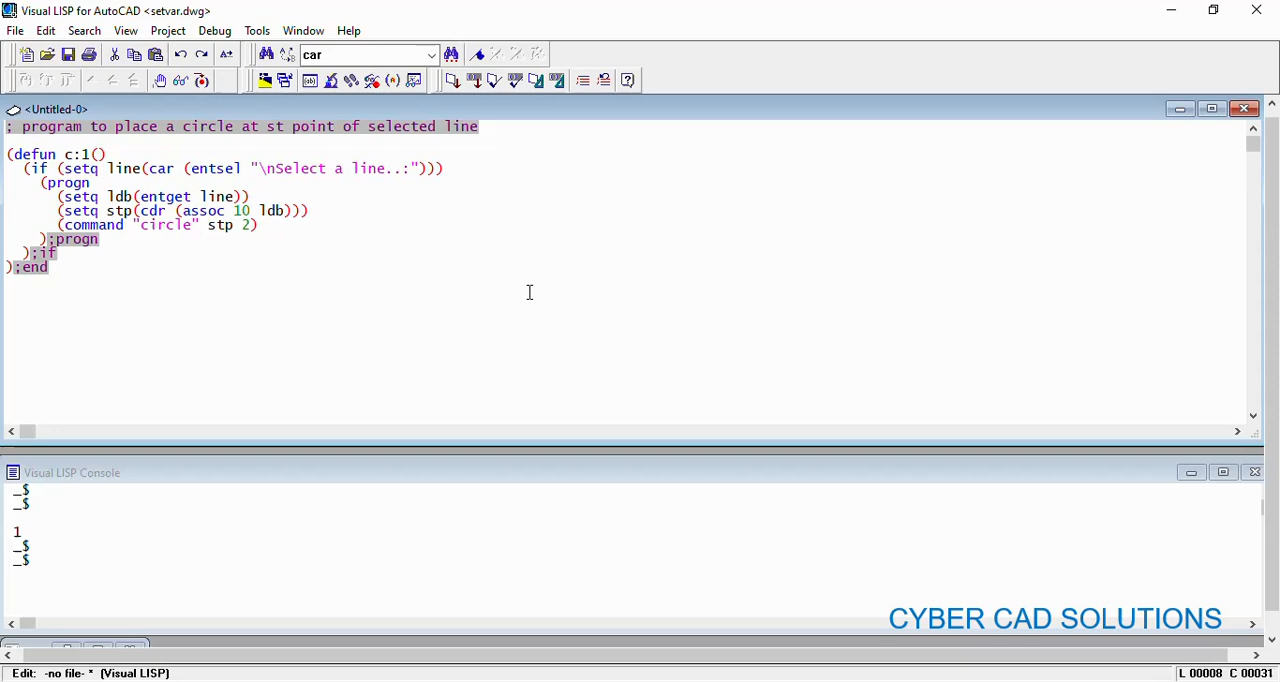 Visual LISP for AutoCAD <setvar.dwg>
File Edit Search View Project Debug Tools Window Help
car
<Untitled-0>
; program to place a circle at st point of selected line
(defun c:1()
(if (setq line(car (entsel "\nSelect a line..:")))
(progn
(setq ldb(entget line))
(setq stp(cdr (assoc 10 ldb)))
(command "circle" stp 2)
);progn
);if
);end
Visual LISP Console
_$
_$
1
_$
_$
CYBER CAD SOLUTIONS
Edit: -no file- * (Visual LISP)
L 00008 C 00031